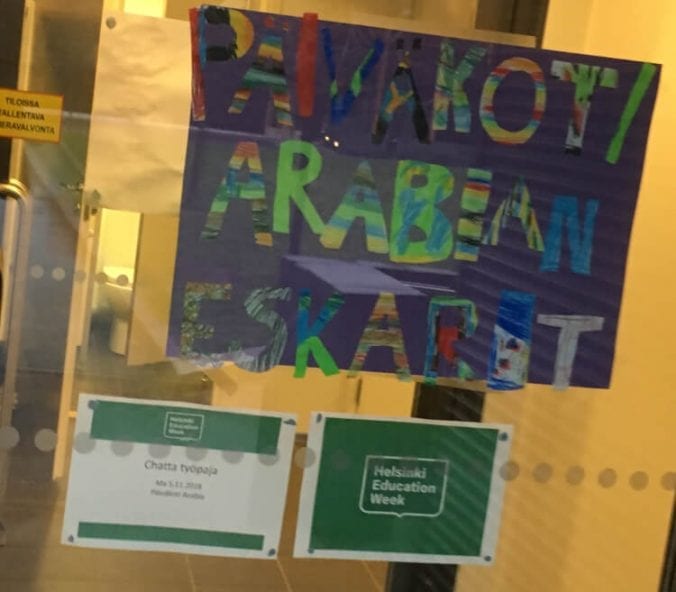 TILOISSA
TALLENTAVA
KAMERAVALVONTA
PÄIVÄKOTI/
ARABIAN
ESKARIT
Helsinki
Education
Week
Chatta työpaja
Ma 5.11.2018
Päiväkoti Arabia
Helsinki
Education
Week